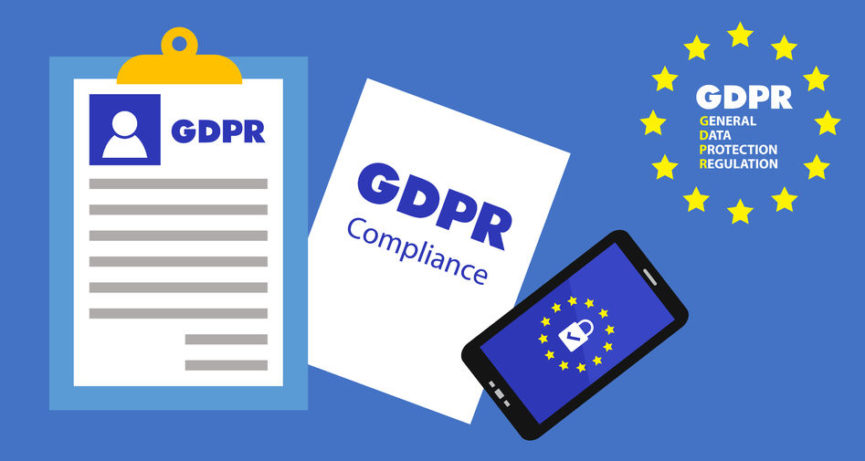 GDPR
GDPR
Compliance
GDPR
GENERAL
DATA
PROTECTION
REGULATION